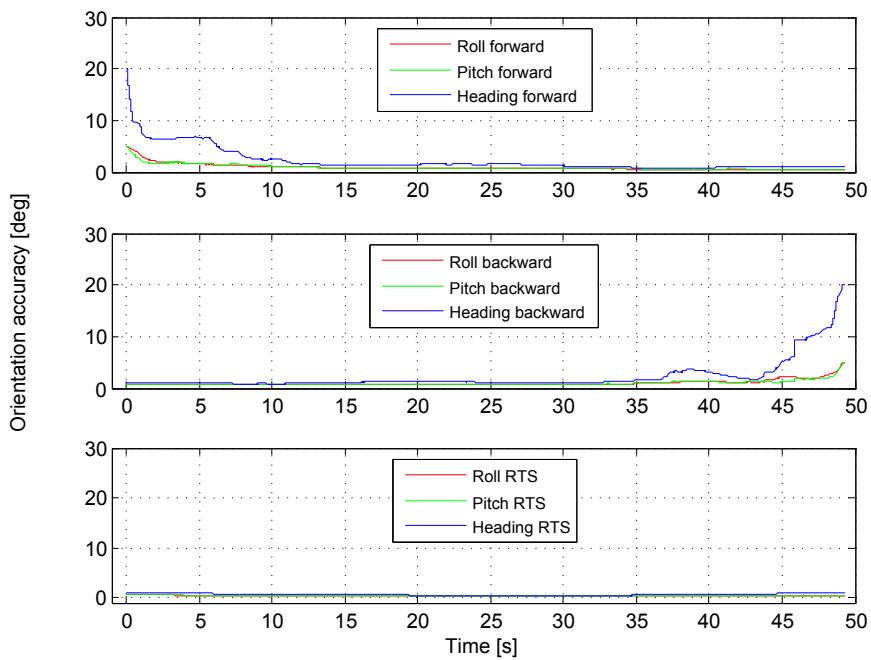 Orientation accuracy [deg]
30
20
10
0
Roll forward
Pitch forward
Heading forward
0 5 10 15 20 25 30 35 40 45 50
30
20
10
0
Roll backward
Pitch backward
Heading backward
0 5 10 15 20 25 30 35 40 45 50
30
20
10
0
Roll RTS
Pitch RTS
Heading RTS
0 5 10 15 20 25 30 35 40 45 50
Time [s]